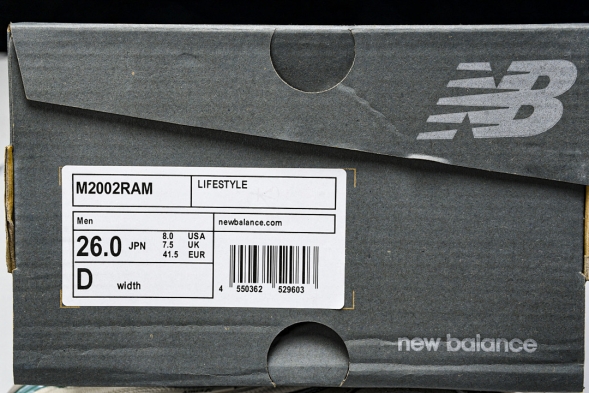 NB
M2002RAM LIFESTYLE
Men newbalance.com
26.0 JPN 8.0 USA
7.5 UK
41.5 EUR
D width
4 550362 529603
new balance